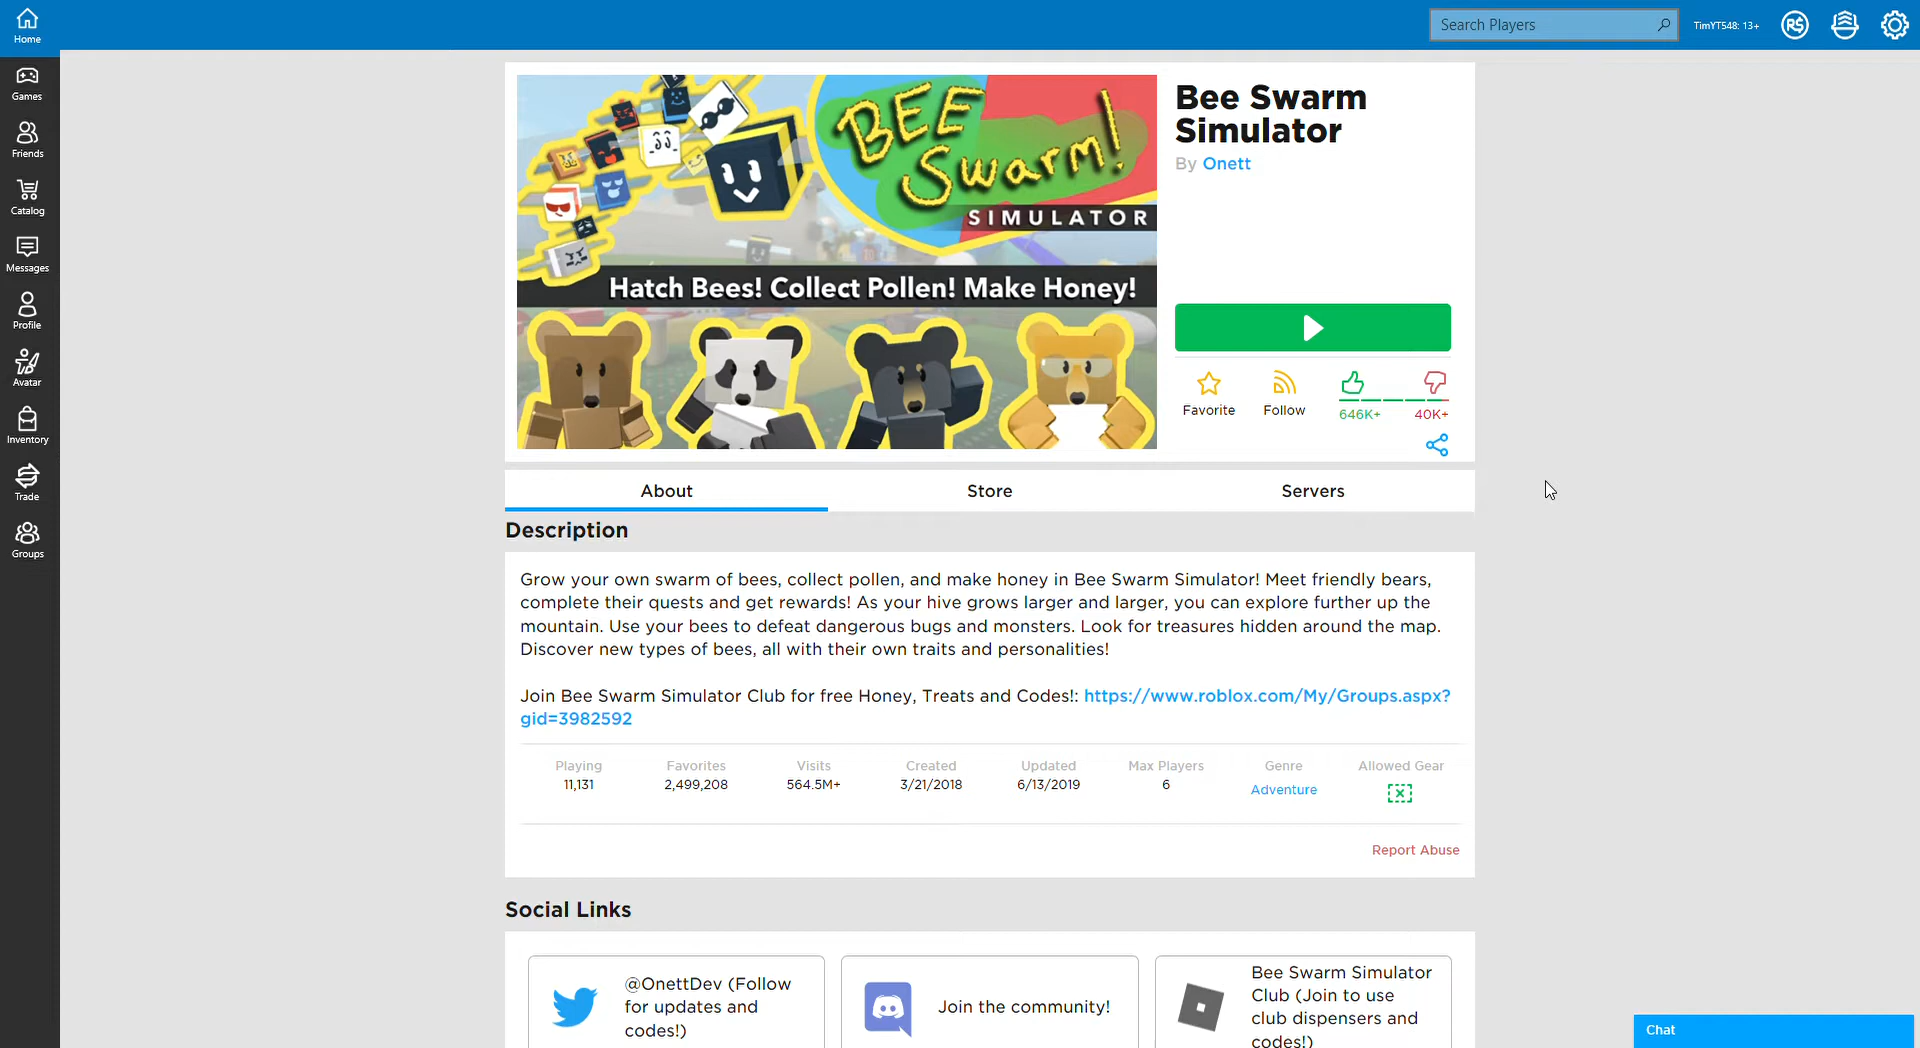 Home
Search Players
TimYT548: 13+
R$
Games
Friends
Catalog
Messages
Profile
Avatar
Inventory
Trade
Groups
BEE
Swarm!
SIMULATOR
Hatch Bees! Collect Pollen! Make Honey!
Bee Swarm
Simulator
By Onett
Favorite
Follow
646K+
40K+
About
Store
Servers
Description
Grow your own swarm of bees, collect pollen, and make honey in Bee Swarm Simulator! Meet friendly bears,
complete their quests and get rewards! As your hive grows larger and larger, you can explore further up the
mountain. Use your bees to defeat dangerous bugs and monsters. Look for treasures hidden around the map.
Discover new types of bees, all with their own traits and personalities!
Join Bee Swarm Simulator Club for free Honey, Treats and Codes!: https://www.roblox.com/My/Groups.aspx?
gid=3982592
Playing Favorites Visits Created Updated Max Players Genre Allowed Gear
11,131 2,499,208 564.5M+ 3/21/2018 6/13/2019 6 Adventure
Report Abuse
Social Links
@OnettDev (Follow
for updates and
codes!)
Join the community!
Bee Swarm Simulator
Club (Join to use
club dispensers and
codes!)
Chat